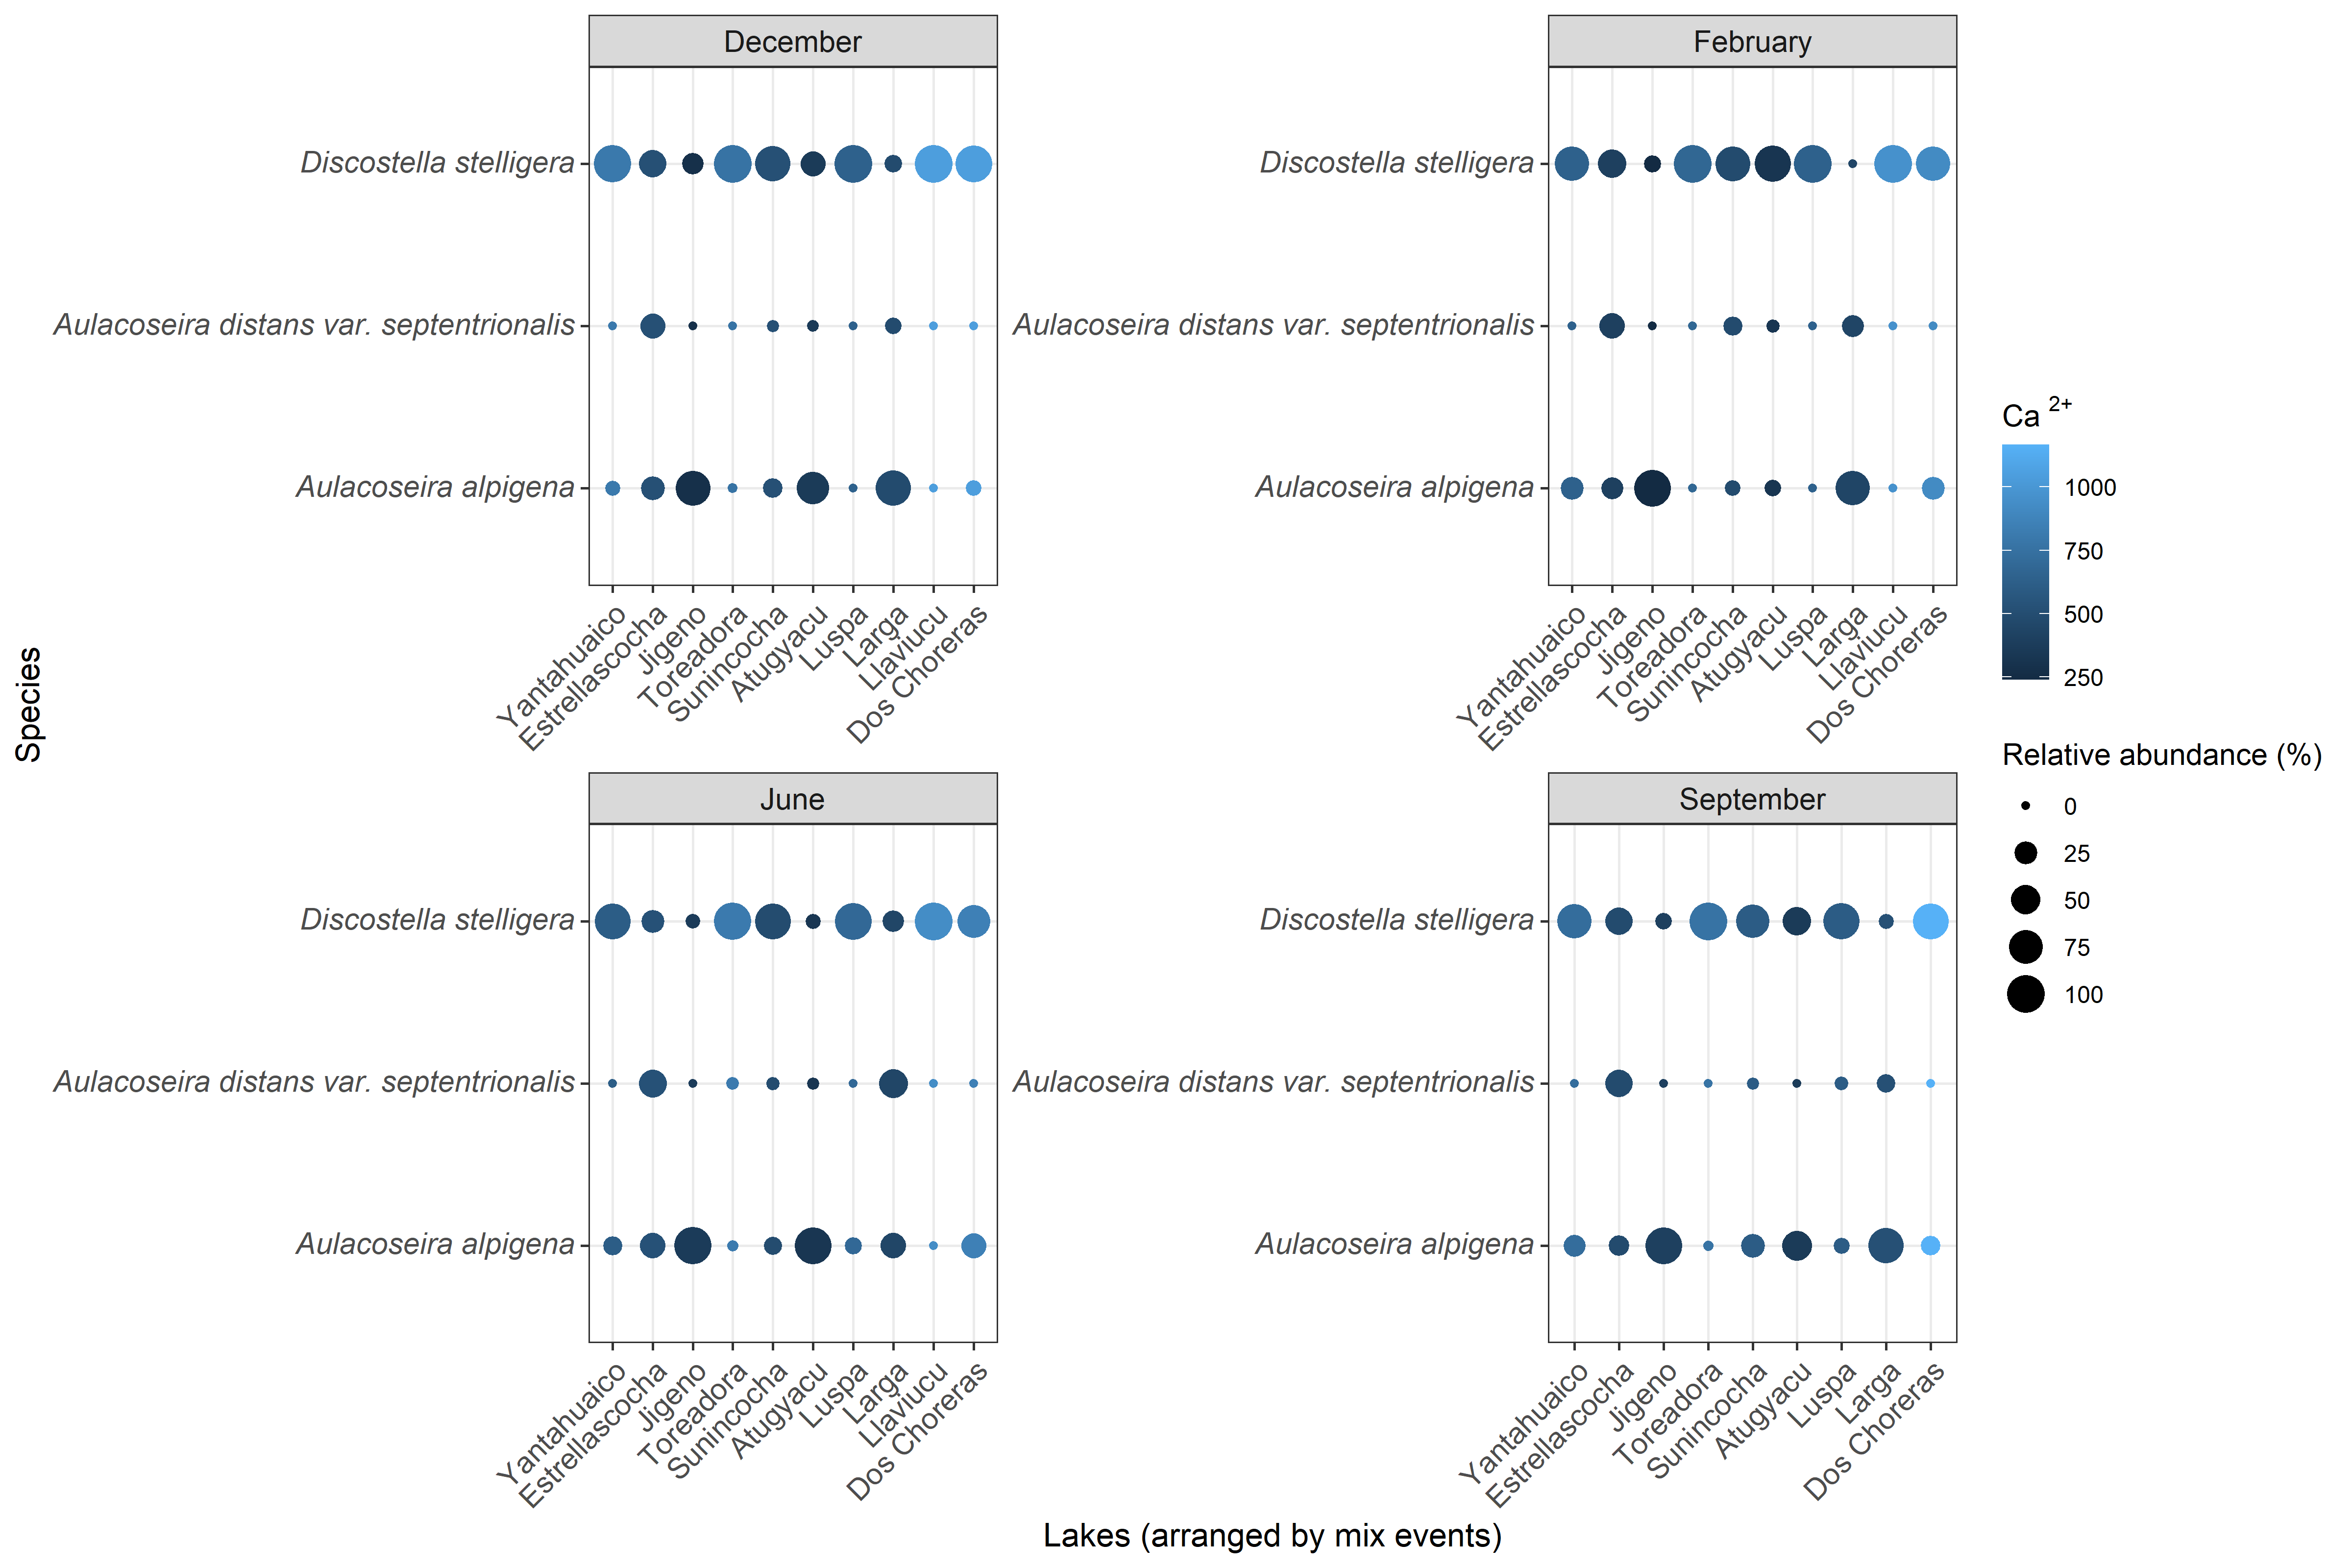 December
February
Discostella stelligera
Aulacoseira distans var. septentrionalis
Aulacoseira alpigena
Discostella stelligera
Aulacoseira distans var. septentrionalis
Aulacoseira alpigena
Yantahuaico
Estrellascocha
Jigeno
Toreadora
Sunincocha
Atugyacu
Luspa
Larga
Llaviucu
Dos Choreras
Yantahuaico
Estrellascocha
Jigeno
Toreadora
Sunincocha
Atugyacu
Luspa
Larga
Llaviucu
Dos Choreras
Species
June
September
Discostella stelligera
Aulacoseira distans var. septentrionalis
Aulacoseira alpigena
Discostella stelligera
Aulacoseira distans var. septentrionalis
Aulacoseira alpigena
Yantahuaico
Estrellascocha
Jigeno
Toreadora
Sunincocha
Atugyacu
Luspa
Larga
Llaviucu
Dos Choreras
Yantahuaico
Estrellascocha
Jigeno
Toreadora
Sunincocha
Atugyacu
Luspa
Larga
Dos Choreras
Lakes (arranged by mix events)
Ca 2+
1000
750
500
250
Relative abundance (%)
0
25
50
75
100